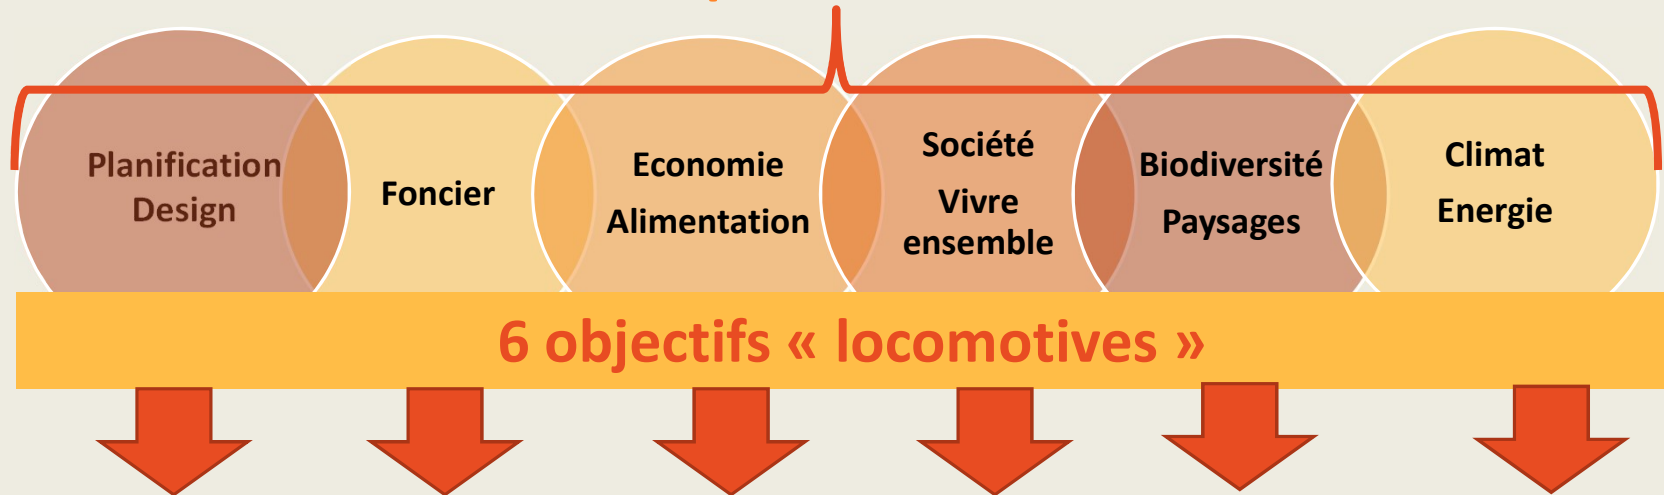 Planification
Design
Foncier
Economie
Alimentation
Société
Vivre
ensemble
Biodiversité
Paysages
Climat
Energie
6 objectifs « locomotives »